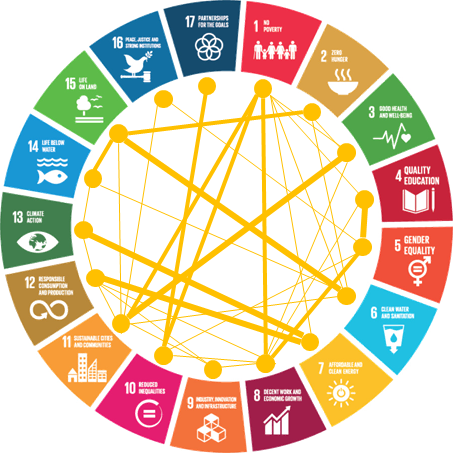 1 NO
POVERTY
2 ZERO
HUNGER
3 GOOD HEALTH
AND WELL-BEING
4 QUALITY
EDUCATION
5 GENDER
EQUALITY
6 CLEAN WATER
AND SANITATION
7 AFFORDABLE AND
CLEAN ENERGY
8 DECENT WORK AND
ECONOMIC GROWTH
9 INDUSTRY, INNOVATION
AND INFRASTRUCTURE
10 REDUCED
INEQUALITIES
11 SUSTAINABLE CITIES
AND COMMUNITIES
12 RESPONSIBLE
CONSUMPTION
AND PRODUCTION
13 CLIMATE
ACTION
14 LIFE BELOW
WATER
15 LIFE
ON LAND
16 PEACE, JUSTICE AND
STRONG INSTITUTIONS
17 PARTNERSHIPS
FOR THE GOALS